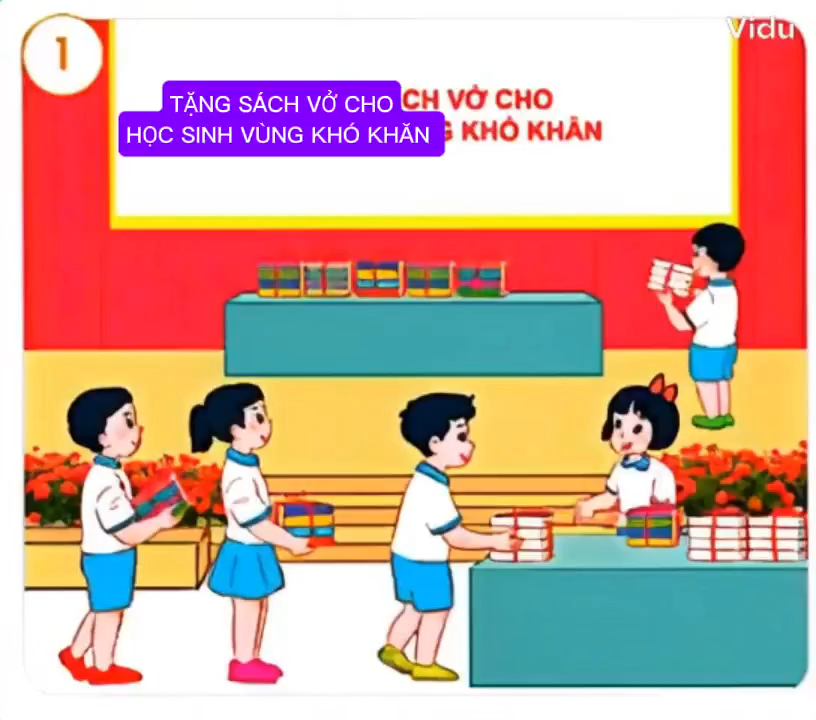 1
Vidu
TẶNG SÁCH VỞ CHO
CH VỞ CHO
HỌC SINH VÙNG KHÓ KHĂN
G KHÓ KHĂN